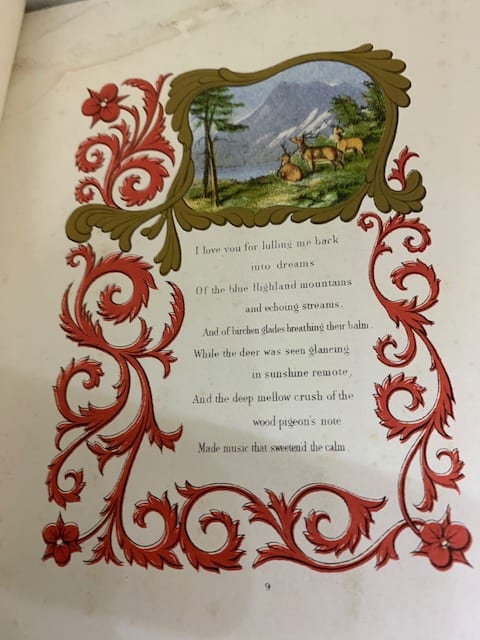 I love you for lulling me back
into dreams
Of the blue Highland mountains
and echoing streams.
And of birchen glades breathing their balm.
While the deer was seen glancing
in sunshine remote,
And the deep mellow crush of the
wood-pigeon's note
Made music that sweeten'd the calm.
9